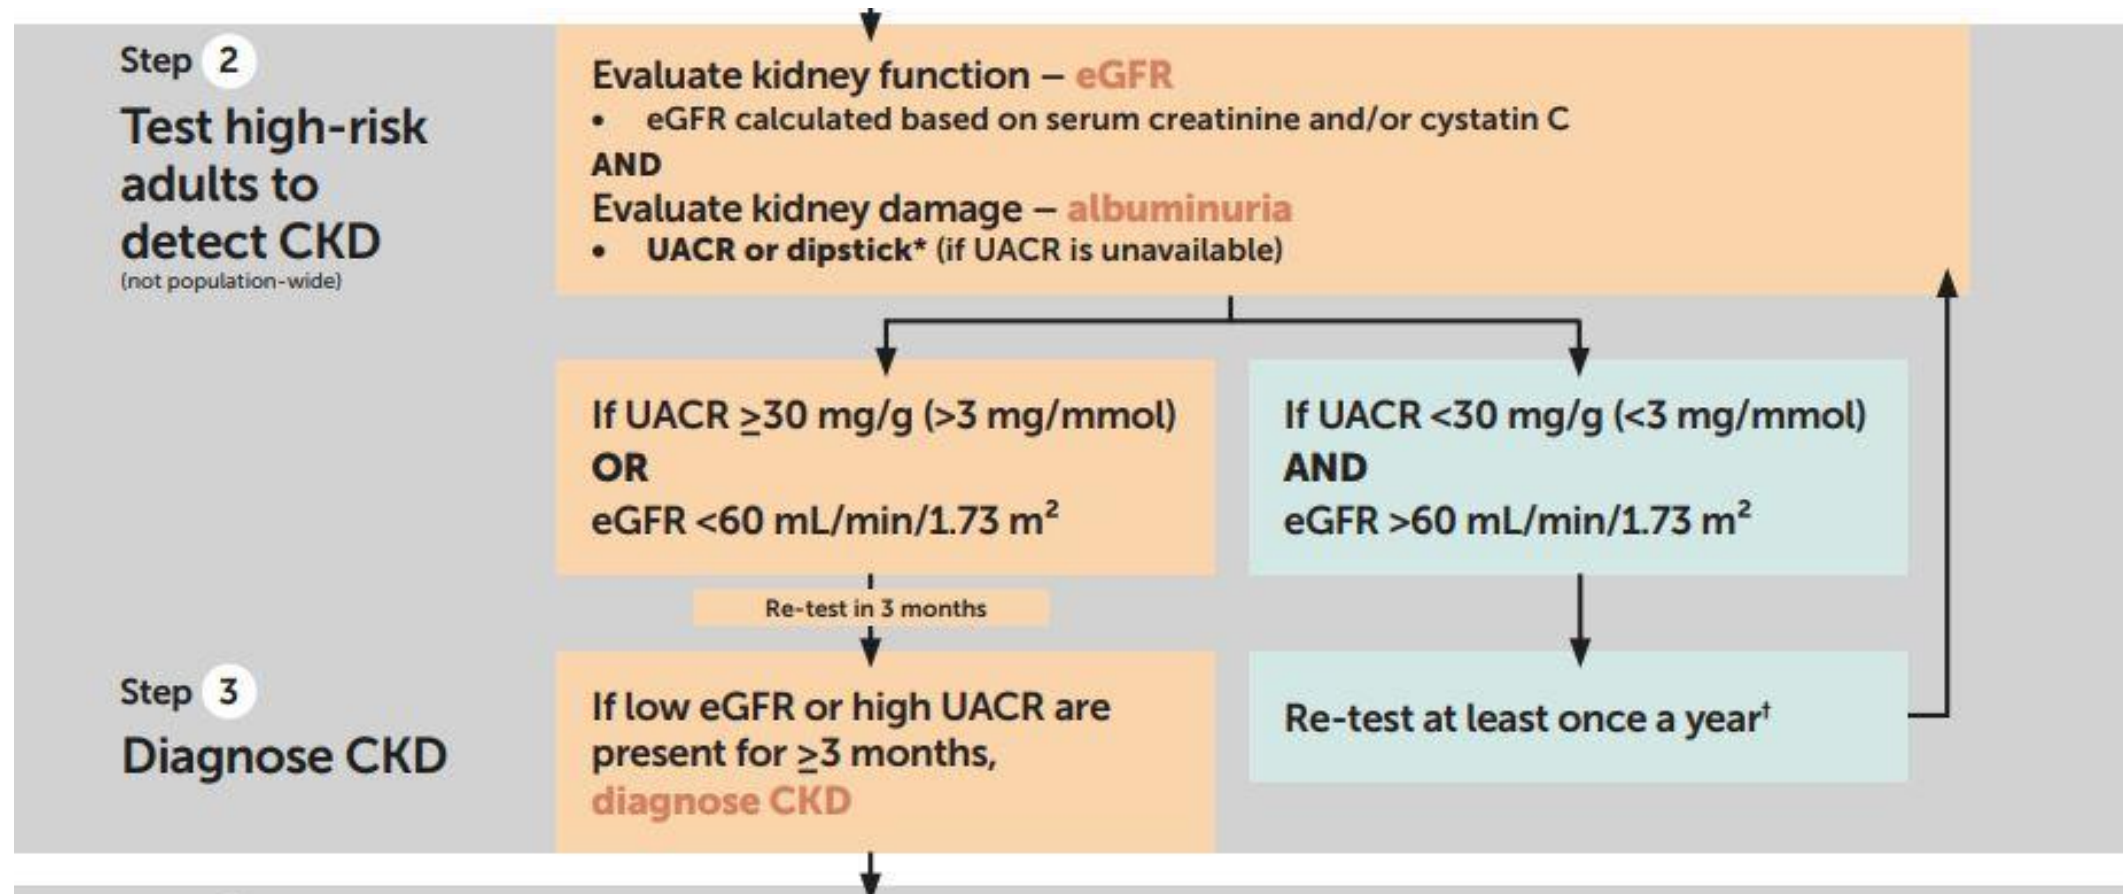 Step 2
Test high-risk
adults to
detect CKD
(not population-wide)
Evaluate kidney function – eGFR
• eGFR calculated based on serum creatinine and/or cystatin C
AND
Evaluate kidney damage – albuminuria
• UACR or dipstick* (if UACR is unavailable)
If UACR ≥30 mg/g (>3 mg/mmol)
OR
eGFR <60 mL/min/1.73 m²
If UACR <30 mg/g (<3 mg/mmol)
AND
eGFR >60 mL/min/1.73 m²
Re-test in 3 months
Step 3
Diagnose CKD
If low eGFR or high UACR are
present for ≥3 months,
diagnose CKD
Re-test at least once a year†